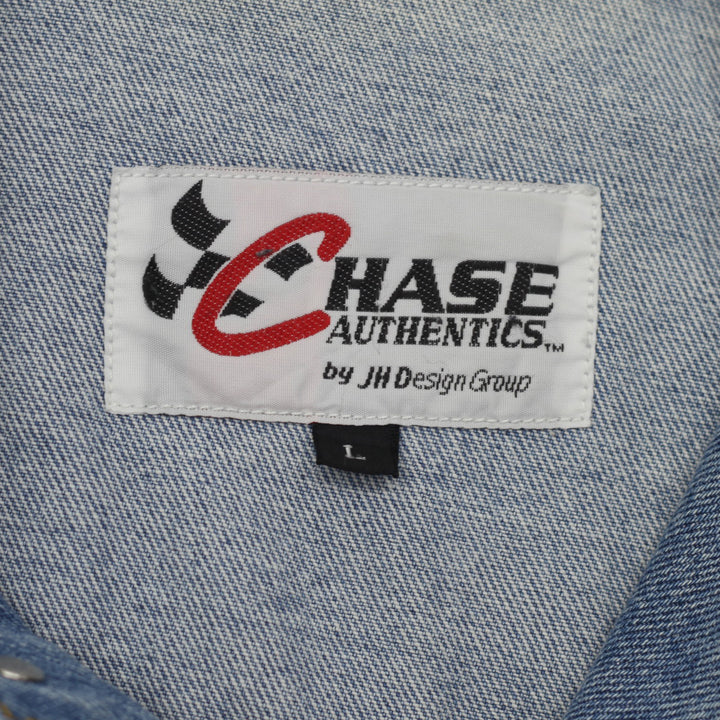 CHASE
AUTHENTICS™
by JH Design Group
L